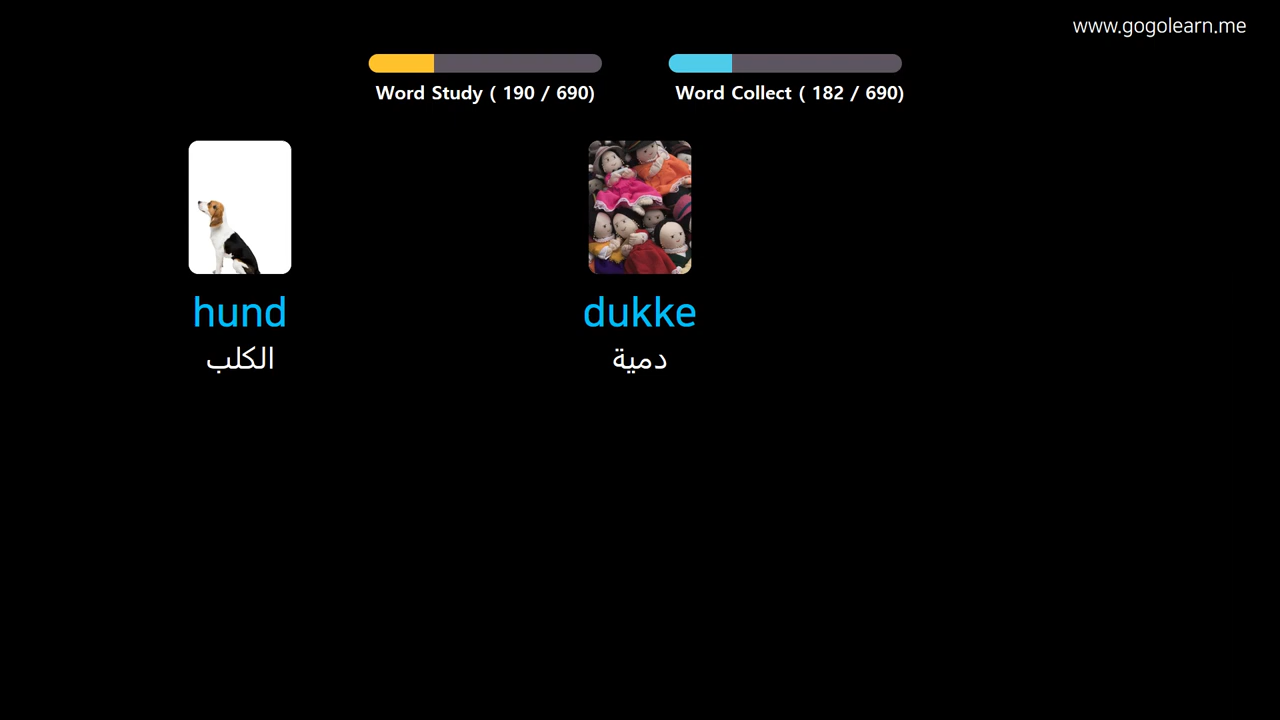 www.gogolearn.me
Word Study ( 190 / 690)
Word Collect ( 182 / 690)
hund
dukke
الكلب
دمية